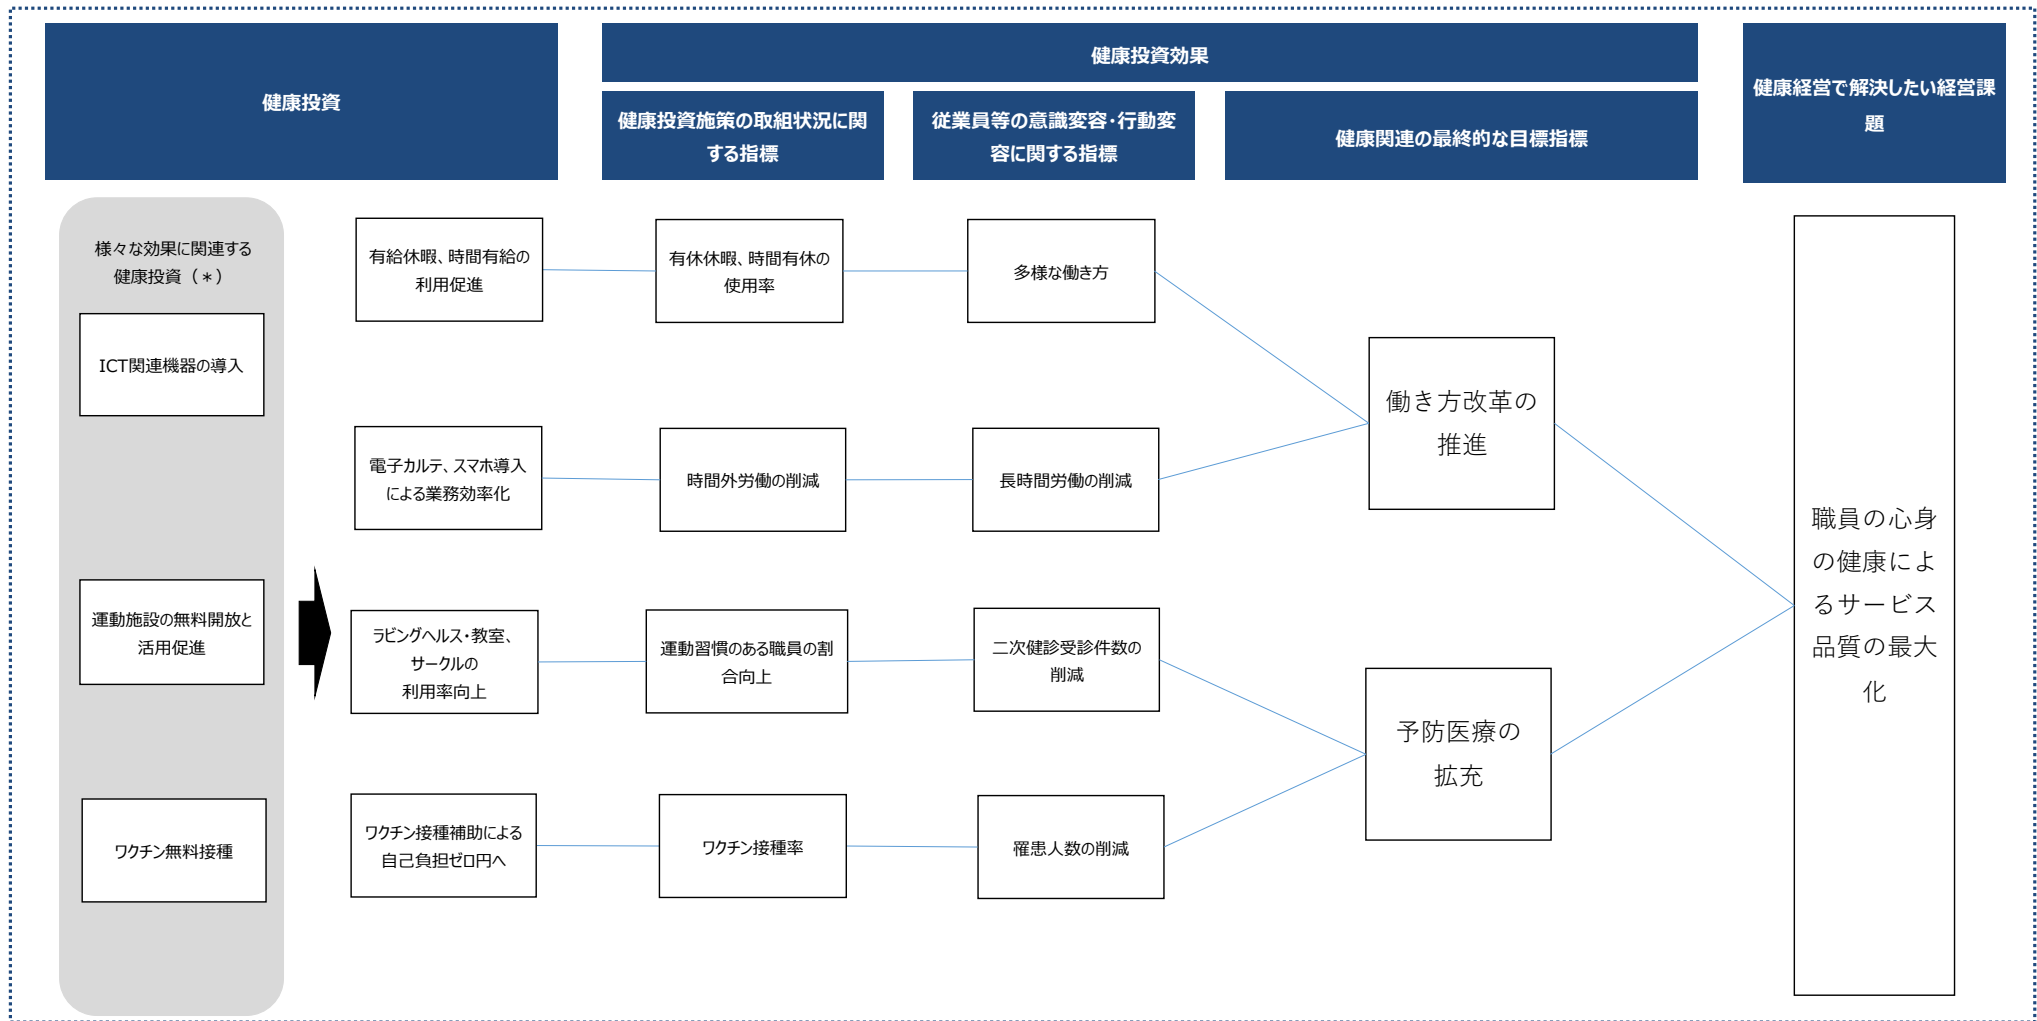 健康投資
健康投資効果
健康投資施策の取組状況に関
する指標
従業員等の意識変容・行動変
容に関する指標
健康関連の最終的な目標指標
健康経営で解決したい経営課
題
様々な効果に関連する
健康投資（＊）
ICT関連機器の導入
運動施設の無料開放と
活用促進
ワクチン無料接種
有給休暇、時間有給の
利用促進
有休休暇、時間有休の
使用率
多様な働き方
電子カルテ、スマホ導入
による業務効率化
時間外労働の削減
長時間労働の削減
働き方改革の
推進
ラビングヘルス・教室、
サークルの
利用率向上
運動習慣のある職員の割
合向上
二次健診受診件数の
削減
ワクチン接種補助による
自己負担ゼロ円へ
ワクチン接種率
罹患人数の削減
予防医療の
拡充
職員の心身
の健康によ
るサービス
品質の最大
化